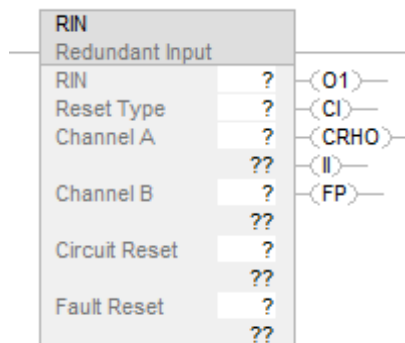 RIN
Redundant Input
RIN ? O1
Reset Type ? CI
Channel A ? CRHO
?? II
Channel B ? FP
??
Circuit Reset ?
??
Fault Reset ?
??